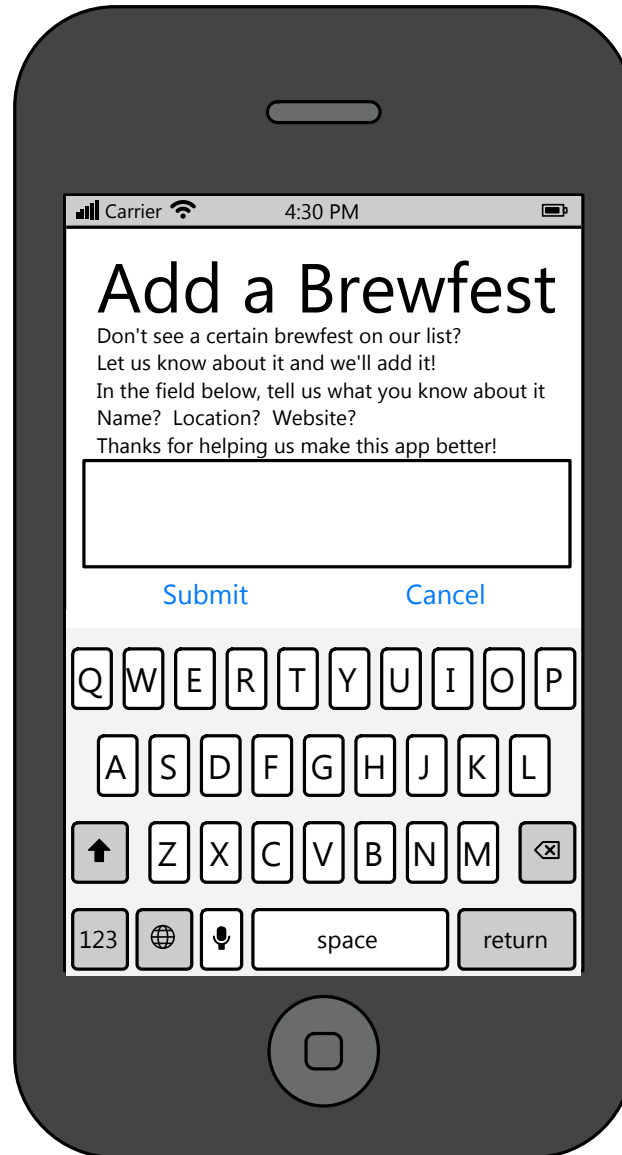 Carrier 4:30 PM
Add a Brewfest
Don't see a certain brewfest on our list?
Let us know about it and we'll add it!
In the field below, tell us what you know about it
Name?  Location?  Website?
Thanks for helping us make this app better!
Submit Cancel
Q W E R T Y U I O P
A S D F G H J K L
Z X C V B N M
123 space return